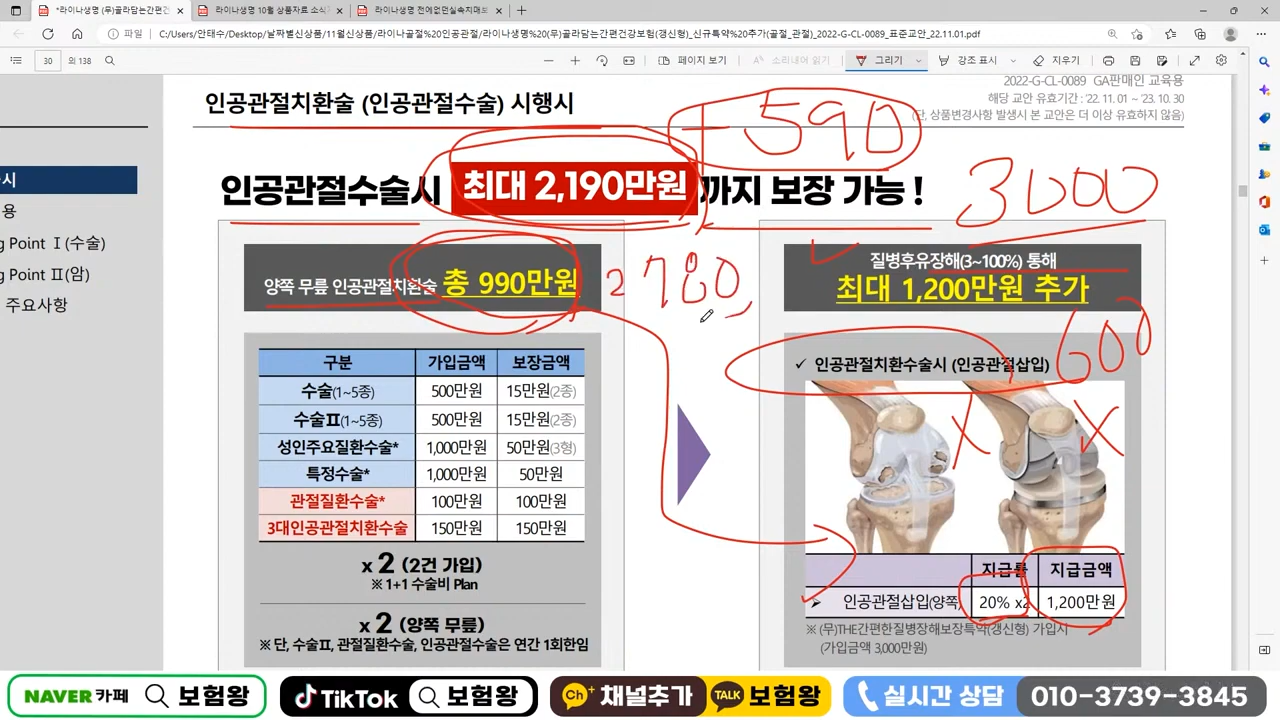 *라이나생명 (무)골라담는간편건
라이나생명 10월 상품자료 소식지
라이나생명 전에없던실속치매보
파일
C:/Users/안태수/Desktop/날짜별신상품/11월신상품/라이나골절%20인공관절/라이나생명%20(무)골라담는간편건강보험(갱신형)_신규특약%20추가(골절_관절)_2022-G-CL-0089_표준교안_22.11.01.pdf
30 의 138
페이지 보기
소리내어 읽기
그리기
강조 표시
지우기
2022-G-CL-0089 GA판매인 교육용
해당 교안 유효기간 : '22. 11. 01 ~ '23. 10. 30
(단, 상품변경사항 발생시 본 교안은 더 이상 유효하지 않음)
인공관절치환술 (인공관절수술) 시행시
590
3000
시
용
g Point Ⅰ(수술)
g Point Ⅱ(암)
주요사항
인공관절수술시 최대 2,190만원 까지 보장 가능 !
양쪽 무릎 인공관절치환술 총 990만원
2780
질병후유장해(3~100%) 통해
최대 1,200만원 추가
600
구분 가입금액 보장금액
수술(1~5종) 500만원 15만원(2종)
수술Ⅱ(1~5종) 500만원 15만원(2종)
성인주요질환수술* 1,000만원 50만원(3형)
특정수술* 1,000만원 50만원
관절질환수술* 100만원 100만원
3대인공관절치환수술 150만원 150만원
x 2 (2건 가입)
※ 1+1 수술비 Plan
x 2 (양쪽 무릎)
※ 단, 수술Ⅱ, 관절질환수술, 인공관절수술은 연간 1회한임
✓ 인공관절치환수술시 (인공관절삽입)
지급률 지급금액
➢ 인공관절삽입(양쪽) 20% x2 1,200만원
※ (무)THE간편한질병장해보장특약(갱신형) 가입시
(가입금액 3,000만원)
NAVER 카페 보험왕
TikTok 보험왕
Ch+ 채널추가
TALK 보험왕
실시간 상담 010-3739-3845